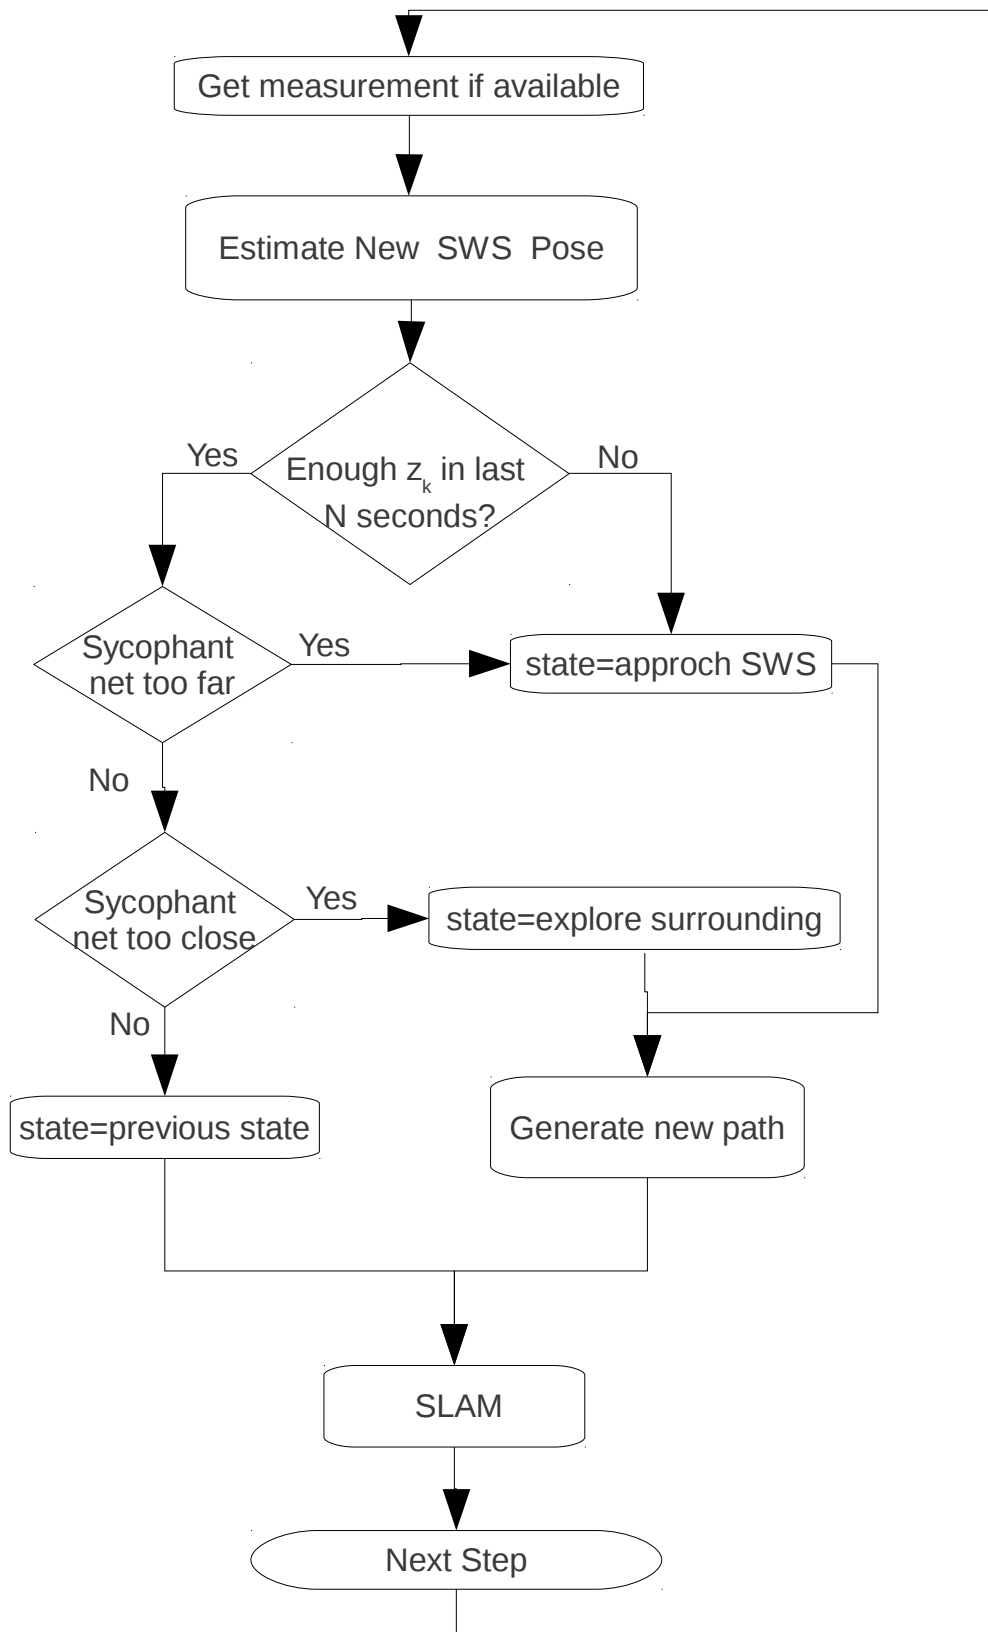 Get measurement if available
Estimate New SWS Pose
Yes
No
Enough z_k in last
N seconds?
Sycophant
net too far
Yes
state=approch SWS
No
Sycophant
net too close
Yes
state=explore surrounding
No
state=previous state
Generate new path
SLAM
Next Step